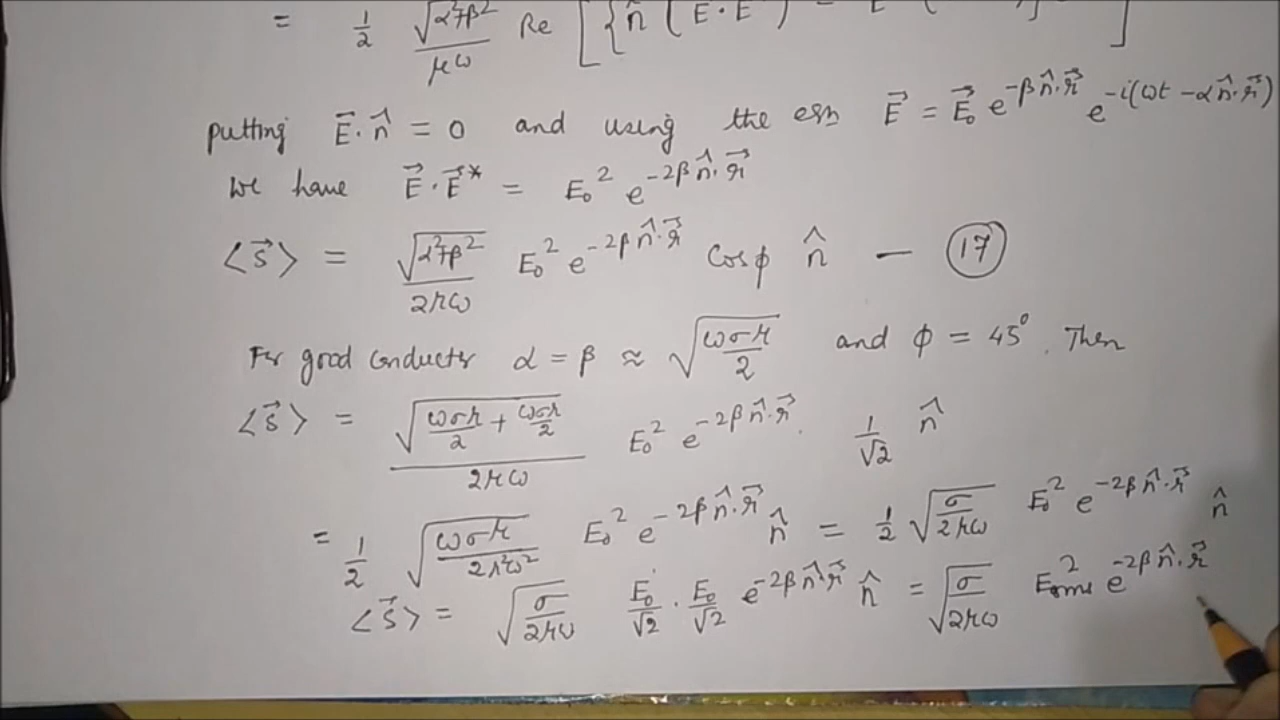 = 1/2 √(α²+β²)/μω Re [ { n̂ ( E · E
putting E⃗·n̂ = 0 and using the eqn E⃗ = E⃗₀ e^(-β n̂·r⃗) e^(-i(ωt - α n̂·r⃗))
We have E⃗·E⃗* = E₀² e^(-2β n̂·r⃗)
<S⃗> = √(α²+β²)/2μω E₀² e^(-2β n̂·r⃗) Cosφ n̂ — (17)
For good conductor α = β ≈ √(ωσμ/2) and φ = 45°. Then
<S⃗> = √(ωσμ/2 + ωσμ/2)/2μω E₀² e^(-2β n̂·r⃗). 1/√2 n̂
= 1/2 √(ωσμ/2μ²ω²) E₀² e^(-2β n̂·r⃗) n̂ = 1/2 √(σ/2μω) E₀² e^(-2β n̂·r⃗) n̂
<S⃗> = √(σ/2μω) E₀/√2 · E₀/√2 e^(-2β n̂·r⃗) n̂ = √(σ/2μω) E²rms e^(-2β n̂·r⃗)